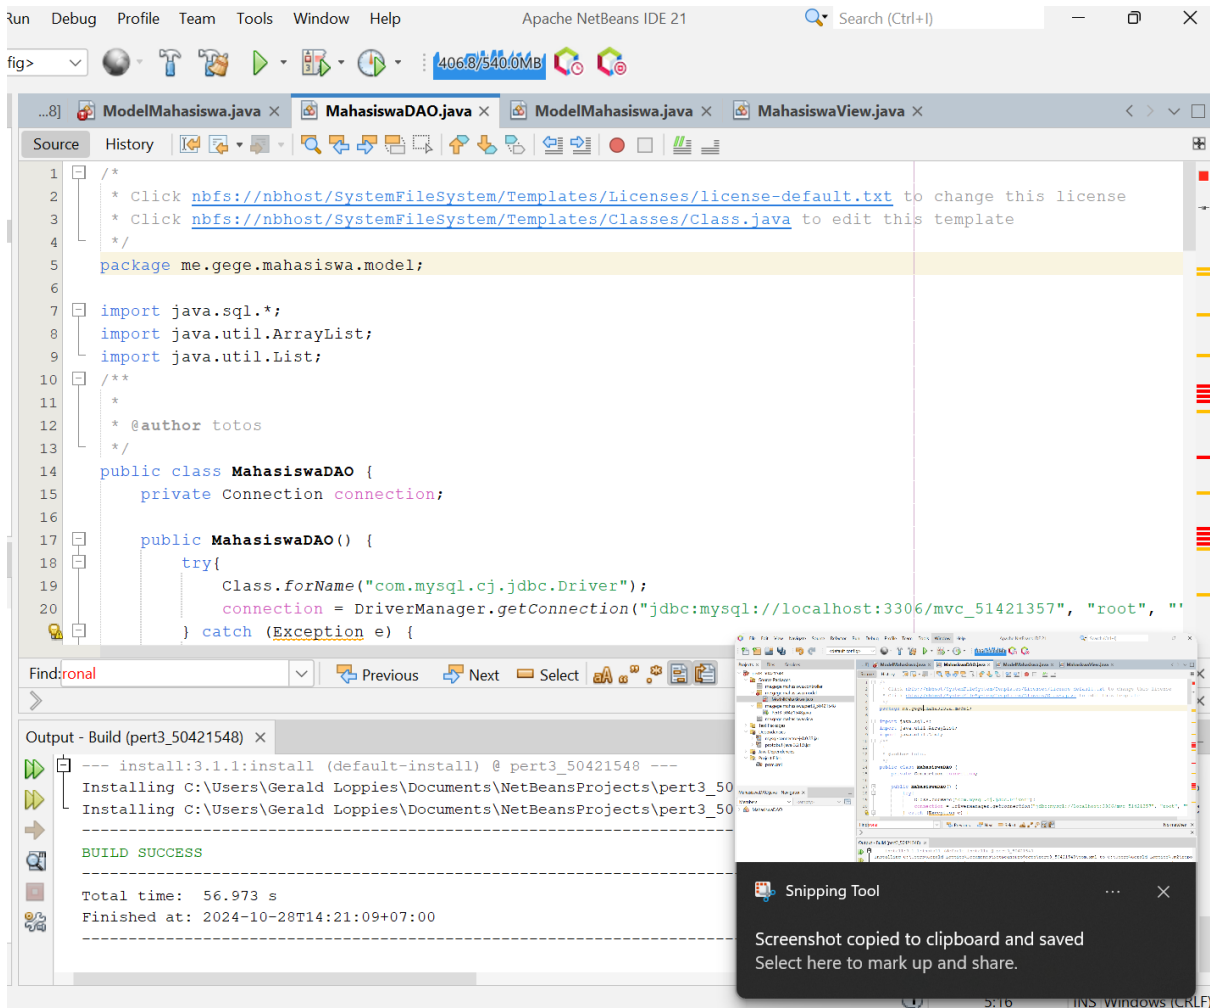 Run Debug Profile Team Tools Window Help Apache NetBeans IDE 21 Search (Ctrl+I)
fig> 406.8/540.0MB
...8] ModelMahasiswa.java MahasiswaDAO.java ModelMahasiswa.java MahasiswaView.java
Source History
1 /*
2 * Click nbfs://nbhost/SystemFileSystem/Templates/Licenses/license-default.txt to change this license
3 * Click nbfs://nbhost/SystemFileSystem/Templates/Classes/Class.java to edit this template
4 */
5 package me.gege.mahasiswa.model;
6
7 import java.sql.*;
8 import java.util.ArrayList;
9 import java.util.List;
10 /**
11 *
12 * @author totos
13 */
14 public class MahasiswaDAO {
15 private Connection connection;
16
17 public MahasiswaDAO() {
18 try{
19 Class.forName("com.mysql.cj.jdbc.Driver");
20 connection = DriverManager.getConnection("jdbc:mysql://localhost:3306/mvc_51421357", "root", "'
} catch (Exception e) {
Find: ronal Previous Next Select
Output - Build (pert3_50421548)
--- install:3.1.1:install (default-install) @ pert3_50421548 ---
Installing C:\Users\Gerald Loppies\Documents\NetBeansProjects\pert3_50
Installing C:\Users\Gerald Loppies\Documents\NetBeansProjects\pert3_50
BUILD SUCCESS
Total time: 56.973 s
Finished at: 2024-10-28T14:21:09+07:00
Snipping Tool
Screenshot copied to clipboard and saved
Select here to mark up and share.
5:16 INS Windows (CRLF)